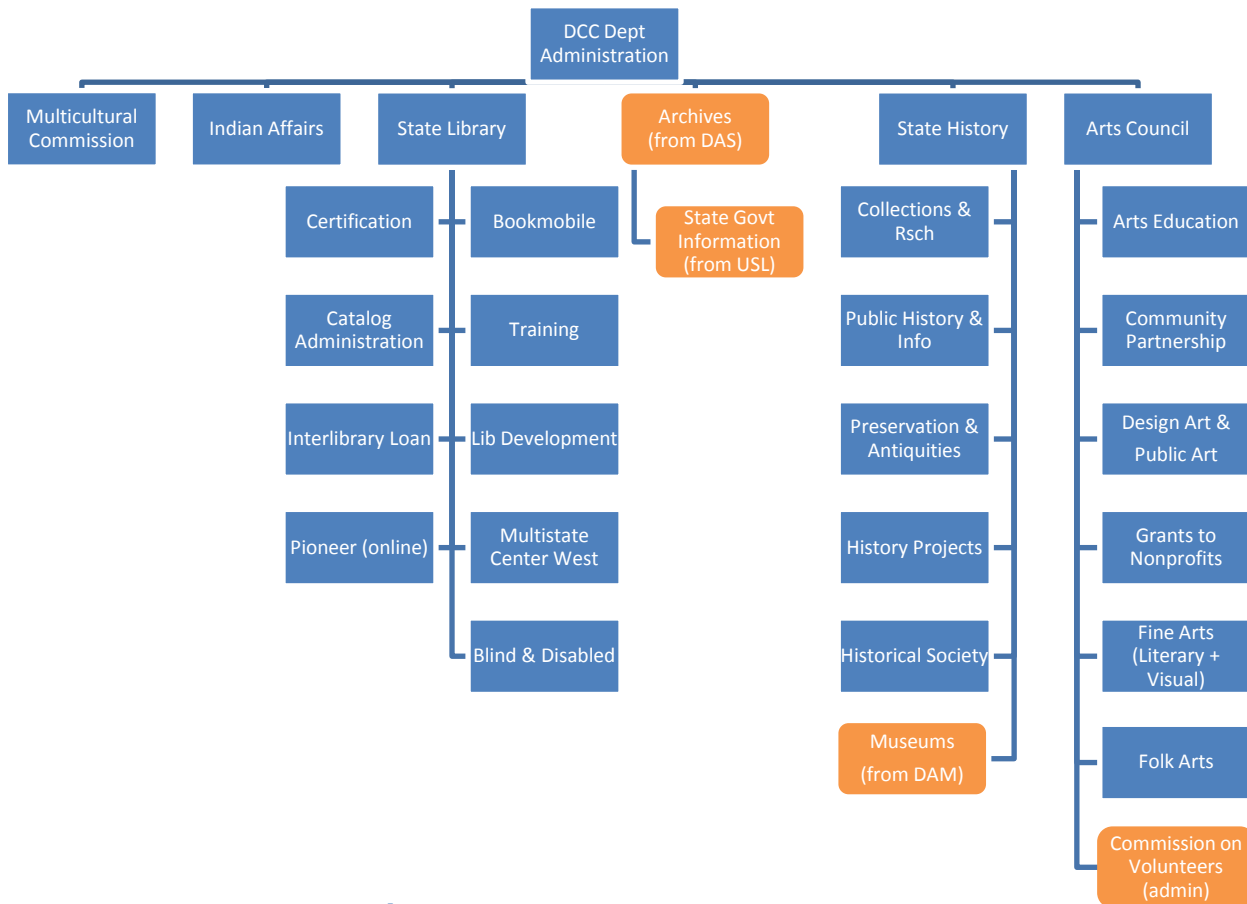 DCC Dept
Administration
Multicultural
Commission
Indian Affairs
State Library
Archives
(from DAS)
State History
Arts Council
Certification
Bookmobile
State Govt
Information
(from USL)
Collections &
Rsch
Arts Education
Catalog
Administration
Training
Public History &
Info
Community
Partnership
Interlibrary Loan
Lib Development
Preservation &
Antiquities
Design Art &
Public Art
Pioneer (online)
Multistate
Center West
History Projects
Grants to
Nonprofits
Blind & Disabled
Historical Society
Fine Arts
(Literary +
Visual)
Museums
(from DAM)
Folk Arts
Commission on
Volunteers
(admin)